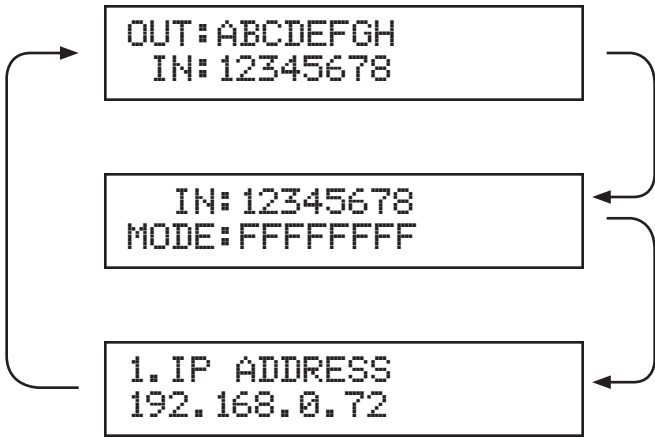 OUT:ABCDEFGH
IN:12345678
IN:12345678
MODE:FFFFFFFF
1.IP ADDRESS
192.168.0.72